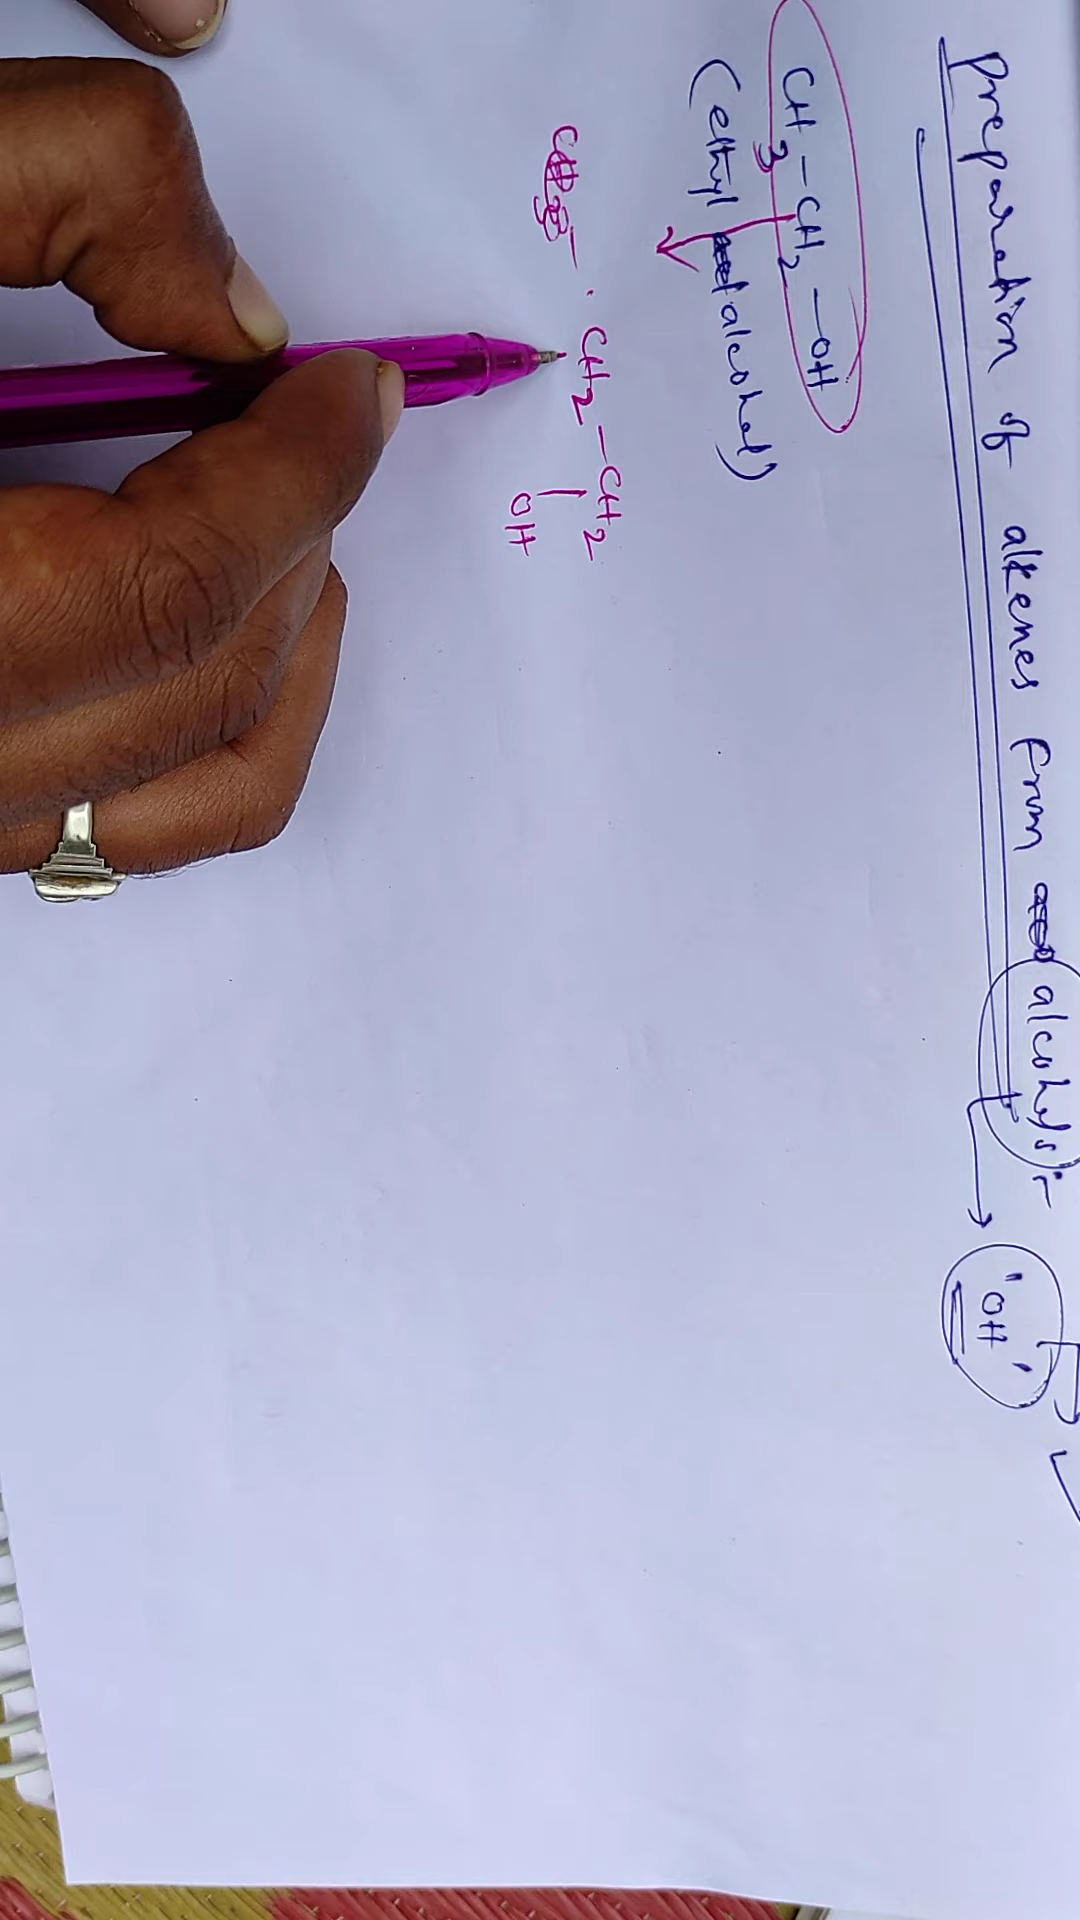 Preparation of alkenes from alcohols :-
"OH"
CH3-CH2-OH
(ethyl alcohol)
CH2-CH2
OH